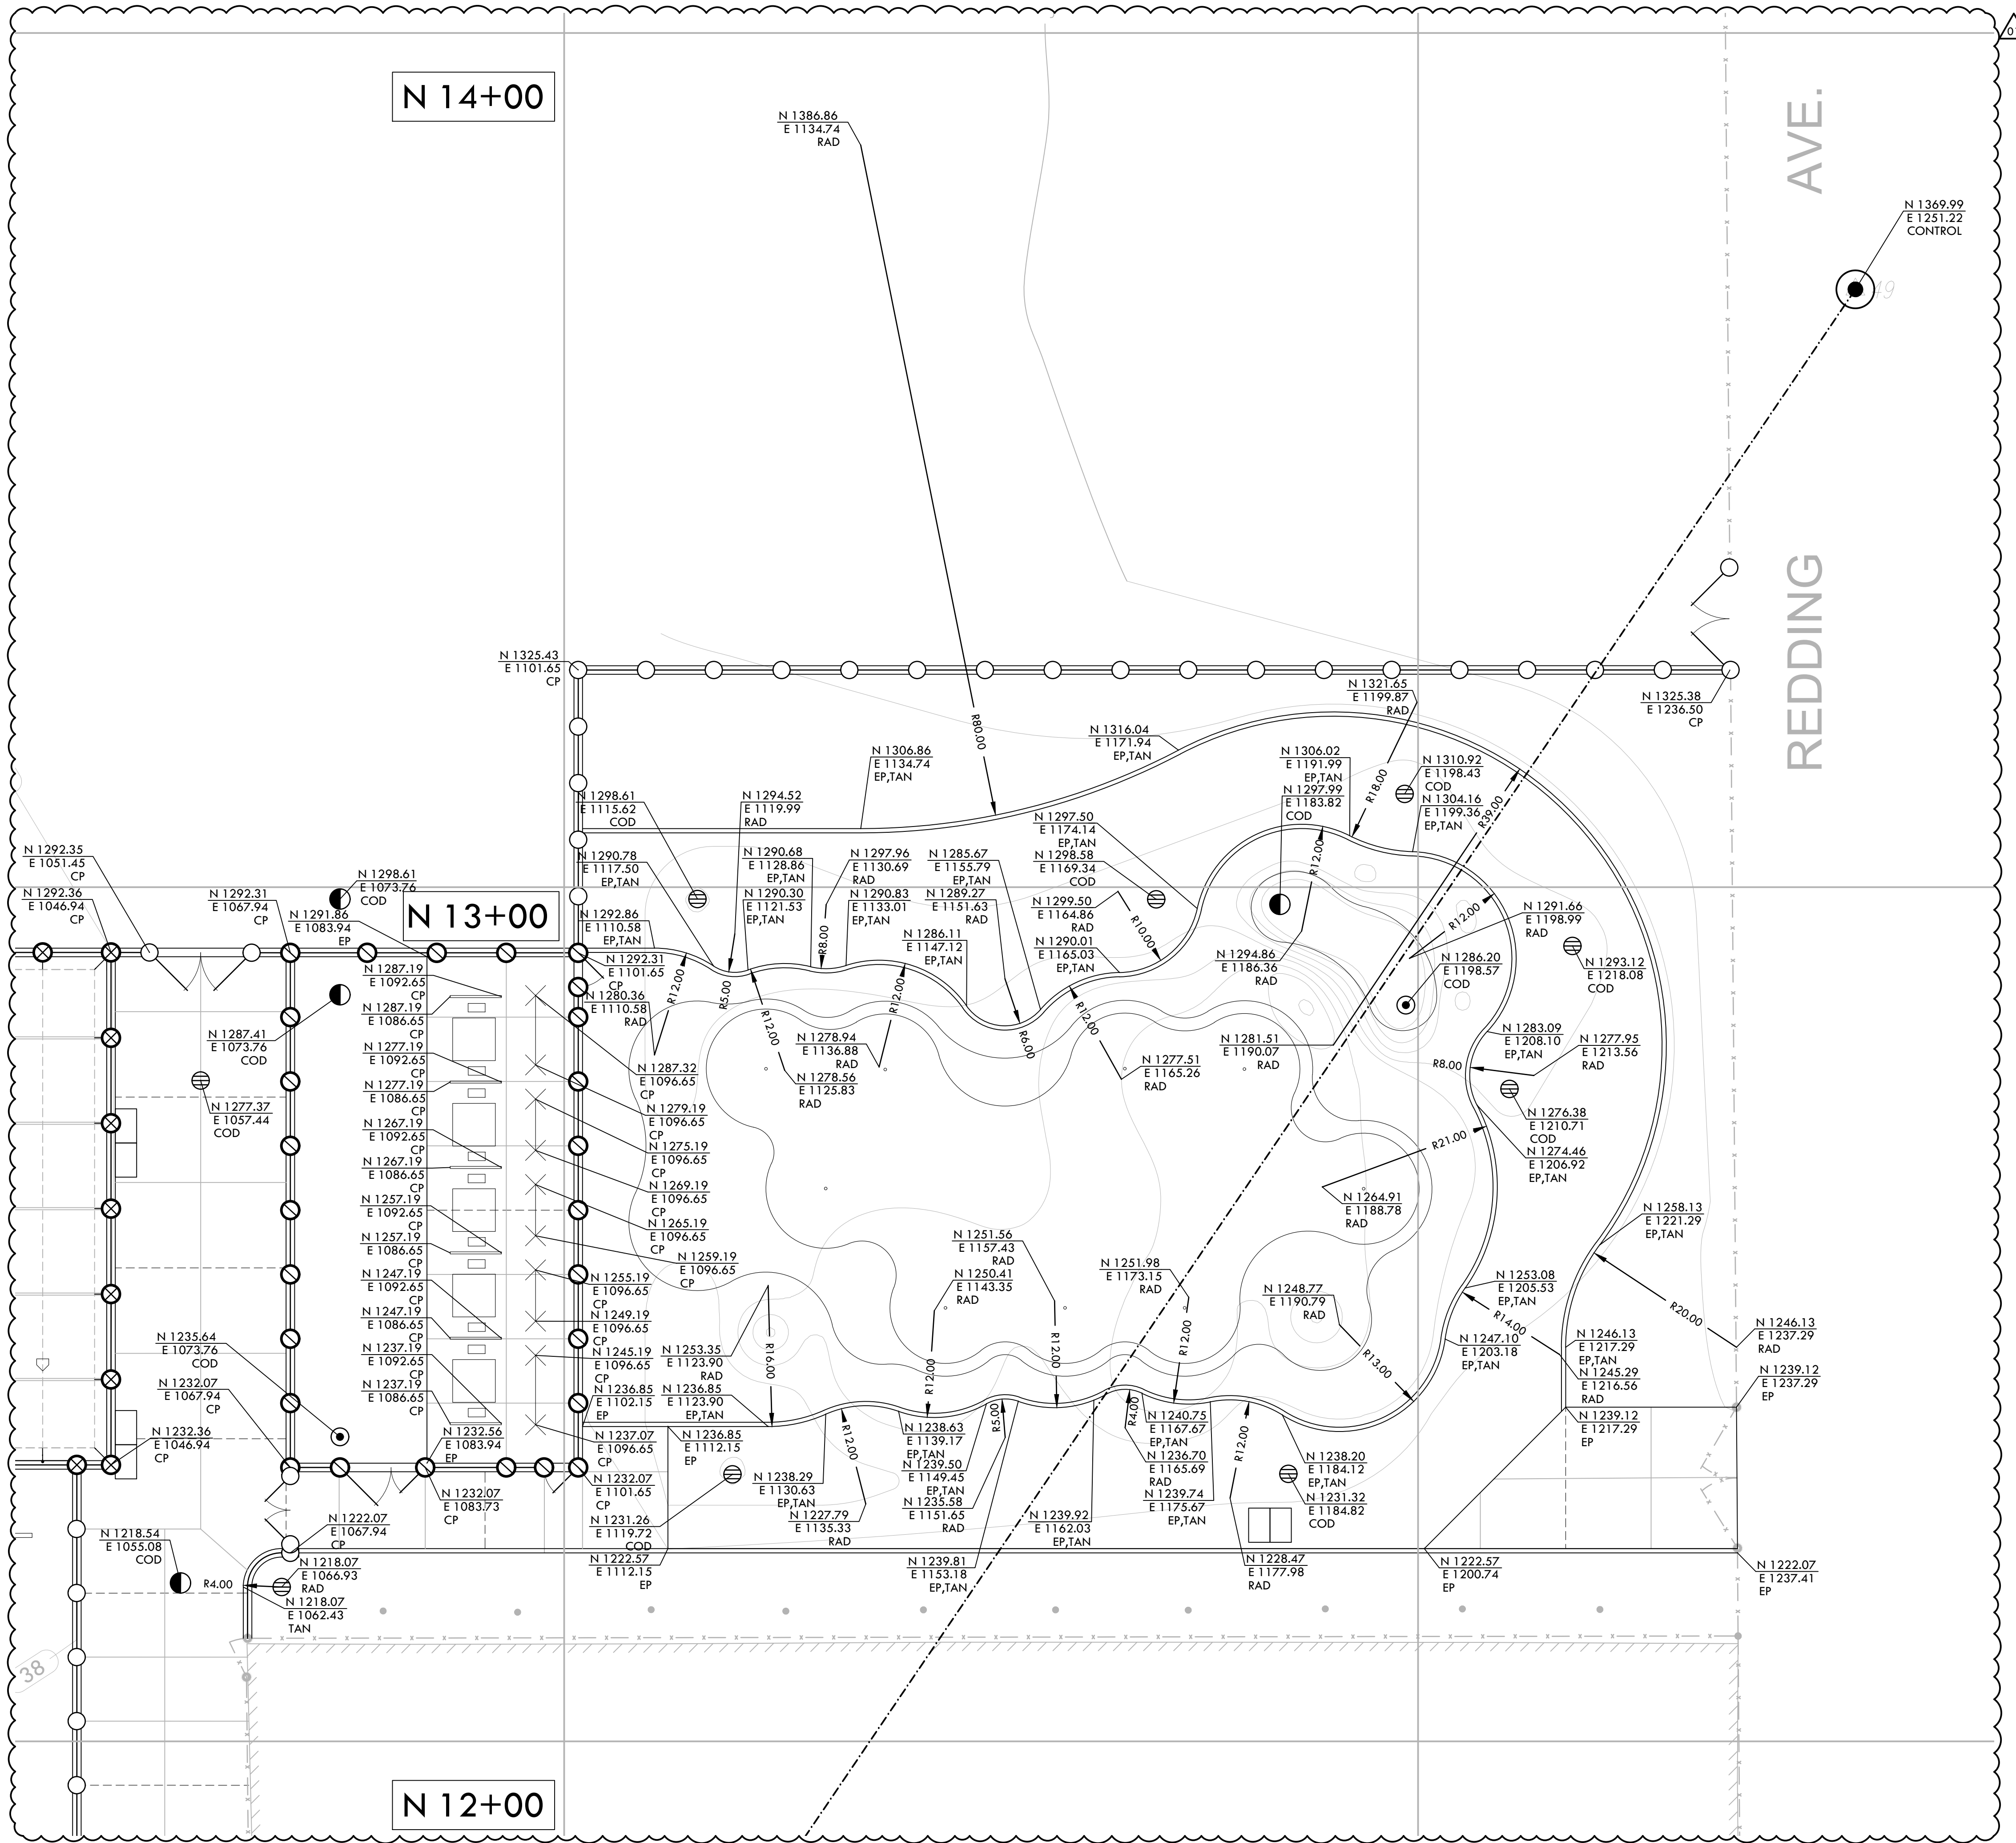 01
N 14+00
N 1386.86
E 1134.74
RAD
AVE.
N 1369.99
E 1251.22
CONTROL
49
REDDING
N 1325.43
E 1101.65
CP
N 1321.65
E 1199.87
RAD
N 1325.38
E 1236.50
CP
R80.00
N 1316.04
E 1171.94
EP,TAN
N 1306.86
E 1134.74
EP,TAN
N 1306.02
E 1191.99
EP,TAN
N 1297.99
E 1183.82
COD
R18.00
N 1310.92
E 1198.43
COD
N 1304.16
E 1199.36
EP,TAN
R39.00
N 1298.61
E 1115.62
COD
N 1294.52
E 1119.99
RAD
N 1297.50
E 1174.14
EP,TAN
N 1298.58
E 1169.34
COD
R12.00
N 1292.35
E 1051.45
CP
N 1292.36
E 1046.94
CP
N 1292.31
E 1067.94
CP
N 1298.61
E 1073.76
COD
N 1291.86
E 1083.94
EP
N 13+00
N 1290.78
E 1117.50
EP,TAN
N 1290.68
E 1128.86
EP,TAN
N 1290.30
E 1121.53
EP,TAN
N 1297.96
E 1130.69
RAD
N 1290.83
E 1133.01
EP,TAN
N 1285.67
E 1155.79
EP,TAN
N 1289.27
E 1151.63
RAD
N 1299.50
E 1164.86
RAD
N 1290.01
E 1165.03
EP,TAN
R10.00
R12.00
N 1291.66
E 1198.99
RAD
N 1292.86
E 1110.58
EP,TAN
N 1286.11
E 1147.12
EP,TAN
R8.00
N 1294.86
E 1186.36
RAD
N 1286.20
E 1198.57
COD
N 1293.12
E 1218.08
COD
N 1292.31
E 1101.65
CP
N 1280.36
E 1110.58
RAD
R12.00
R5.00
R12.00
R12.00
R6.00
R12.00
N 1287.19
E 1092.65
CP
N 1287.19
E 1086.65
CP
N 1287.41
E 1073.76
COD
N 1277.19
E 1092.65
CP
N 1277.19
E 1086.65
CP
N 1278.94
E 1136.88
RAD
N 1278.56
E 1125.83
RAD
N 1277.51
E 1165.26
RAD
N 1281.51
E 1190.07
RAD
N 1283.09
E 1208.10
EP,TAN
N 1277.95
E 1213.56
RAD
R8.00
N 1287.32
E 1096.65
CP
N 1277.37
E 1057.44
COD
N 1279.19
E 1096.65
CP
N 1276.38
E 1210.71
COD
N 1267.19
E 1092.65
CP
N 1267.19
E 1086.65
CP
N 1275.19
E 1096.65
CP
R21.00
N 1274.46
E 1206.92
EP,TAN
N 1269.19
E 1096.65
CP
N 1264.91
E 1188.78
RAD
N 1257.19
E 1092.65
CP
N 1257.19
E 1086.65
CP
N 1265.19
E 1096.65
CP
N 1258.13
E 1221.29
EP,TAN
N 1259.19
E 1096.65
CP
N 1251.56
E 1157.43
RAD
N 1250.41
E 1143.35
RAD
N 1251.98
E 1173.15
RAD
N 1248.77
E 1190.79
RAD
N 1253.08
E 1205.53
EP,TAN
N 1247.19
E 1092.65
CP
N 1247.19
E 1086.65
CP
N 1255.19
E 1096.65
CP
N 1249.19
E 1096.65
CP
R20.00
R14.00
N 1246.13
E 1237.29
RAD
N 1235.64
E 1073.76
COD
N 1237.19
E 1092.65
CP
N 1237.19
E 1086.65
CP
N 1245.19
E 1096.65
CP
N 1253.35
E 1123.90
RAD
R16.00
R12.00
R12.00
R12.00
R13.00
N 1247.10
E 1203.18
EP,TAN
N 1246.13
E 1217.29
EP,TAN
N 1245.29
E 1216.56
RAD
N 1239.12
E 1237.29
EP
N 1232.07
E 1067.94
CP
N 1236.85
E 1102.15
EP
N 1236.85
E 1123.90
EP,TAN
N 1239.12
E 1217.29
EP
N 1232.36
E 1046.94
CP
N 1232.56
E 1083.94
EP
N 1237.07
E 1096.65
CP
N 1236.85
E 1112.15
EP
R12.00
N 1238.63
E 1139.17
EP,TAN
R5.00
R4.00
N 1240.75
E 1167.67
EP,TAN
R12.00
N 1239.50
E 1149.45
EP,TAN
N 1236.70
E 1165.69
RAD
N 1238.20
E 1184.12
EP,TAN
N 1232.07
E 1083.73
CP
N 1232.07
E 1101.65
CP
N 1238.29
E 1130.63
EP,TAN
N 1235.58
E 1151.65
RAD
N 1239.74
E 1175.67
EP,TAN
N 1231.32
E 1184.82
COD
N 1222.07
E 1067.94
CP
N 1231.26
E 1119.72
COD
N 1227.79
E 1135.33
RAD
N 1239.92
E 1162.03
EP,TAN
N 1218.54
E 1055.08
COD
N 1222.57
E 1112.15
EP
N 1239.81
E 1153.18
EP,TAN
N 1228.47
E 1177.98
RAD
N 1222.57
E 1200.74
EP
N 1222.07
E 1237.41
EP
R4.00
N 1218.07
E 1066.93
RAD
N 1218.07
E 1062.43
TAN
38
N 12+00